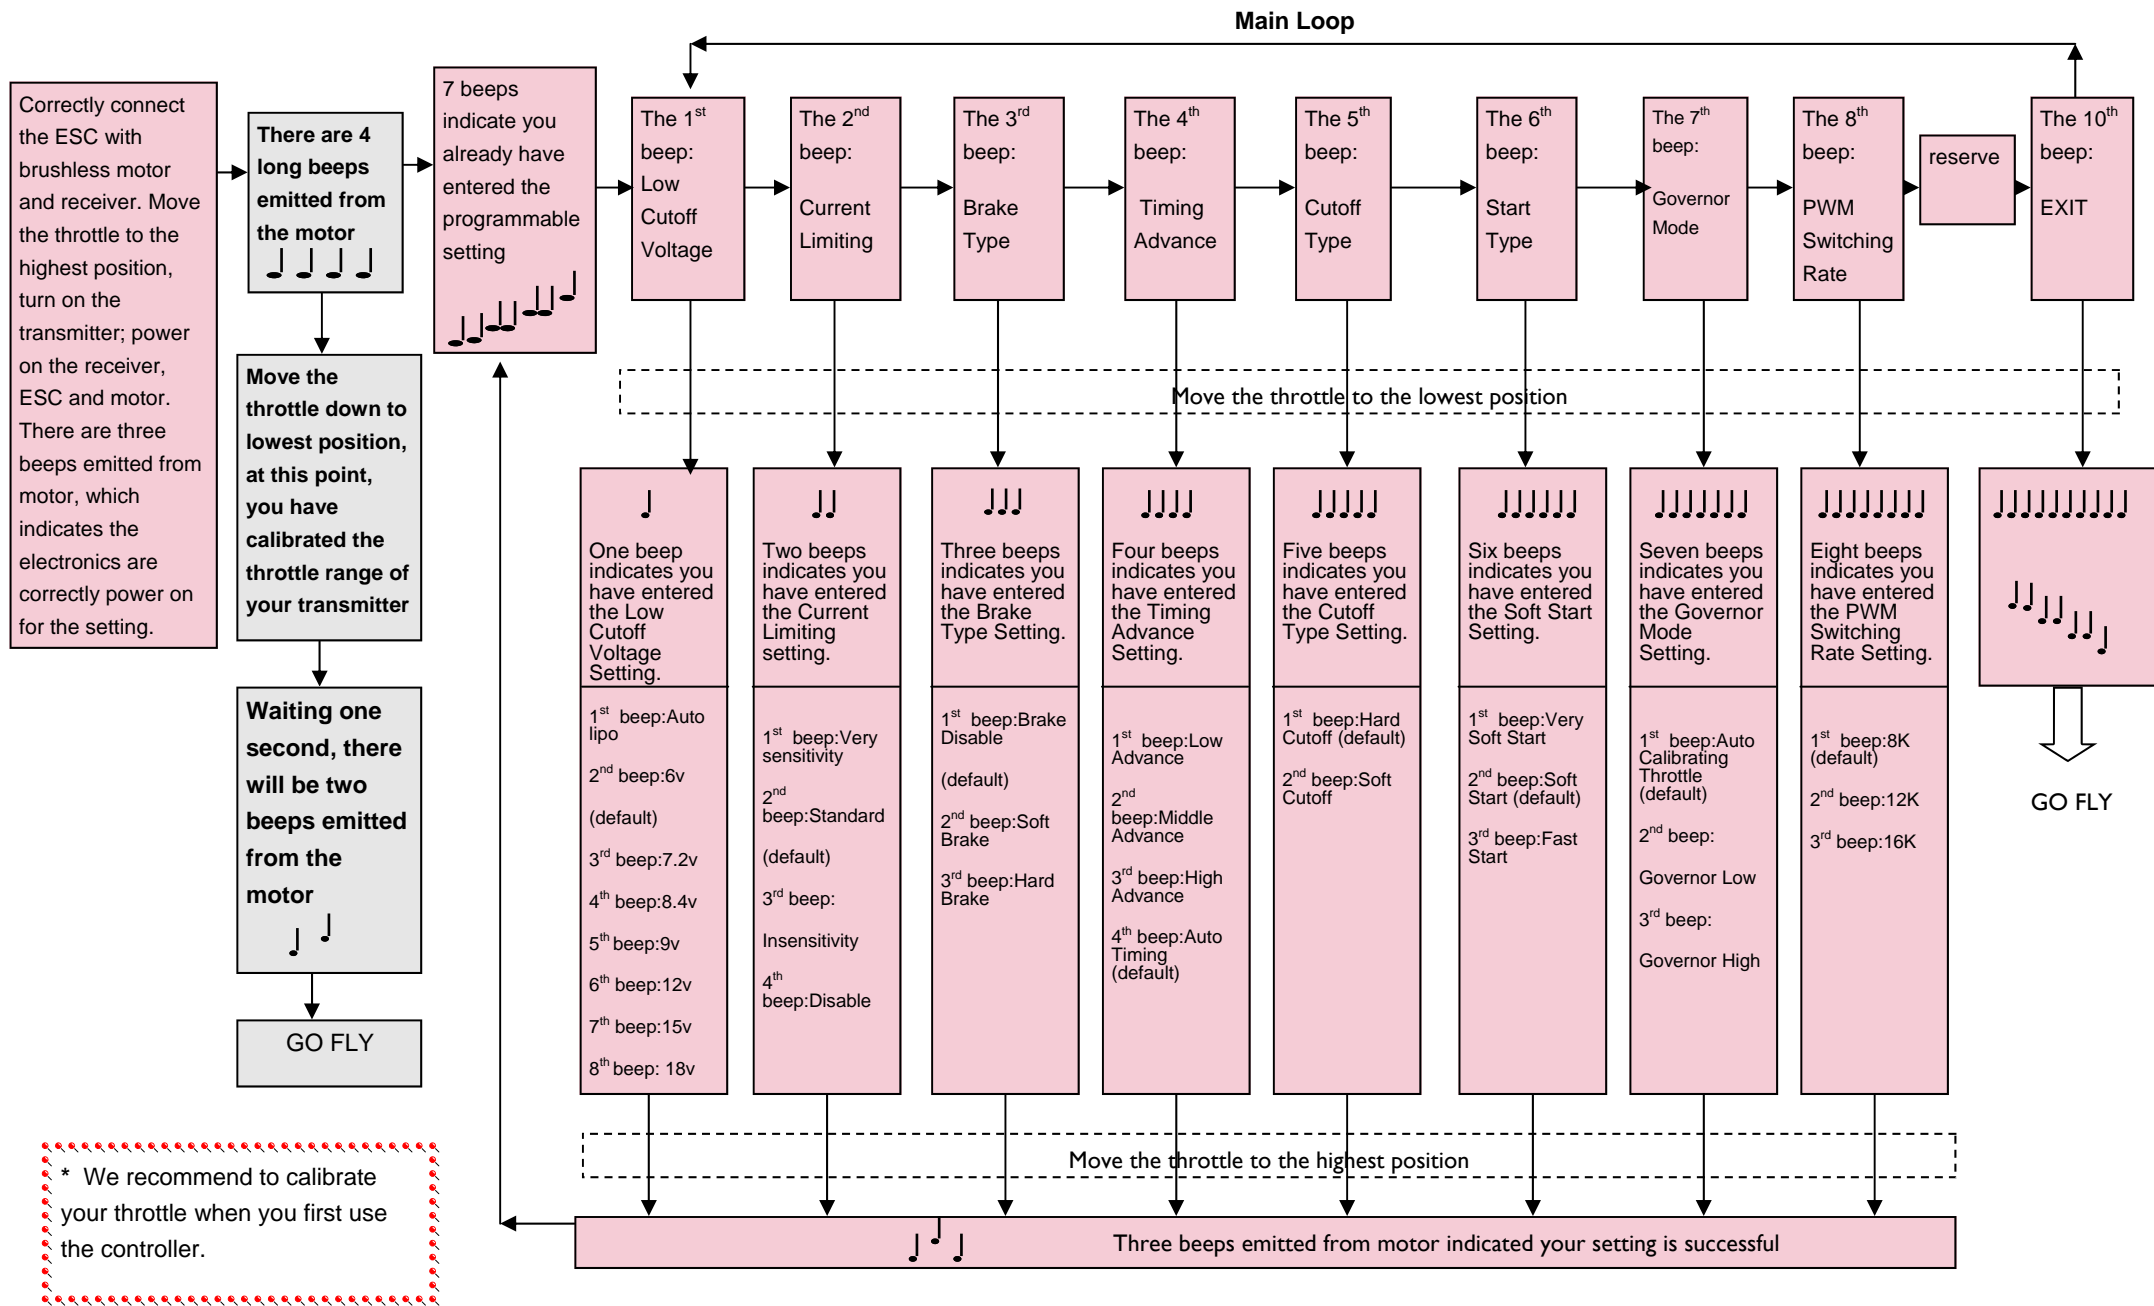 Main Loop
Correctly connect
the ESC with
brushless motor
and receiver. Move
the throttle to the
highest position,
turn on the
transmitter; power
on the receiver,
ESC and motor.
There are three
beeps emitted from
motor, which
indicates the
electronics are
correctly power on
for the setting.
There are 4
long beeps
emitted from
the motor
Move the
throttle down to
lowest position,
at this point,
you have
calibrated the
throttle range of
your transmitter
Waiting one
second, there
will be two
beeps emitted
from the
motor
GO FLY
7 beeps
indicate you
already have
entered the
programmable
setting
The 1st
beep:
Low
Cutoff
Voltage
The 2nd
beep:
Current
Limiting
The 3rd
beep:
Brake
Type
The 4th
beep:
Timing
Advance
The 5th
beep:
Cutoff
Type
The 6th
beep:
Start
Type
The 7th
beep:
Governor
Mode
The 8th
beep:
PWM
Switching
Rate
reserve
The 10th
beep:
EXIT
Move the throttle to the lowest position
One beep
indicates you
have entered
the Low
Cutoff
Voltage
Setting.
1st beep:Auto
lipo
2nd beep:6v
(default)
3rd beep:7.2v
4th beep:8.4v
5th beep:9v
6th beep:12v
7th beep:15v
8th beep: 18v
Two beeps
indicates you
have entered
the Current
Limiting
setting.
1st beep:Very
sensitivity
2nd
beep:Standard
(default)
3rd beep:
Insensitivity
4th
beep:Disable
Three beeps
indicates you
have entered
the Brake
Type Setting.
1st beep:Brake
Disable
(default)
2nd beep:Soft
Brake
3rd beep:Hard
Brake
Four beeps
indicates you
have entered
the Timing
Advance
Setting.
1st beep:Low
Advance
2nd
beep:Middle
Advance
3rd beep:High
Advance
4th beep:Auto
Timing
(default)
Five beeps
indicates you
have entered
the Cutoff
Type Setting.
1st beep:Hard
Cutoff (default)
2nd beep:Soft
Cutoff
Six beeps
indicates you
have entered
the Soft Start
Setting.
1st beep:Very
Soft Start
2nd beep:Soft
Start (default)
3rd beep:Fast
Start
Seven beeps
indicates you
have entered
the Governor
Mode
Setting.
1st beep:Auto
Calibrating
Throttle
(default)
2nd beep:
Governor Low
3rd beep:
Governor High
Eight beeps
indicates you
have entered
the PWM
Switching
Rate Setting.
1st beep:8K
(default)
2nd beep:12K
3rd beep:16K
GO FLY
Move the throttle to the highest position
Three beeps emitted from motor indicated your setting is successful
* We recommend to calibrate
your throttle when you first use
the controller.